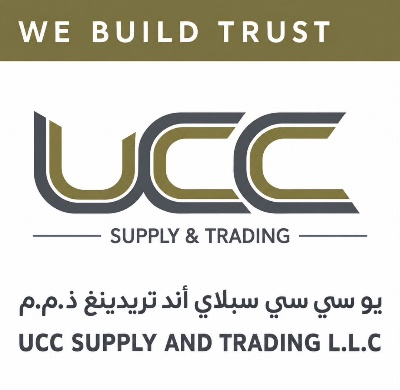 WE BUILD TRUST
UCC
SUPPLY & TRADING
يو سي سي سبلاي أند تريدينغ ذ.م.م
UCC SUPPLY AND TRADING L.L.C